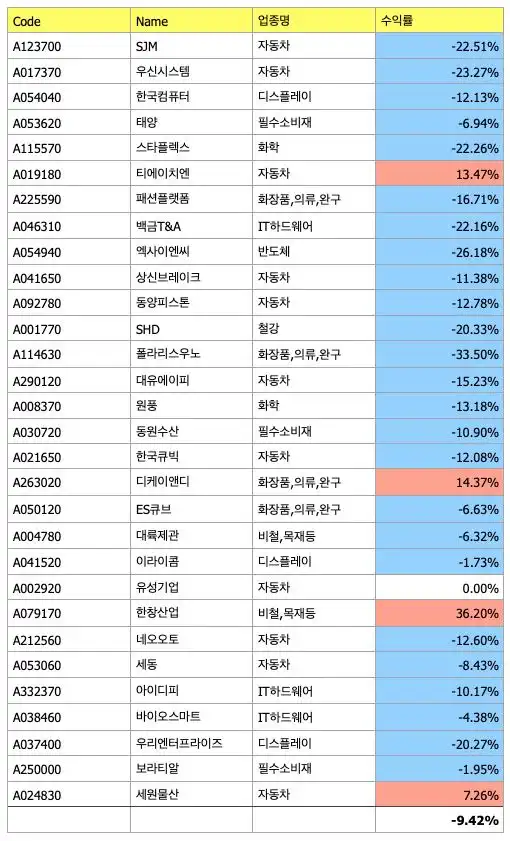 Code Name 업종명 수익률
A123700 SJM 자동차 -22.51%
A017370 우신시스템 자동차 -23.27%
A054040 한국컴퓨터 디스플레이 -12.13%
A053620 태양 필수소비재 -6.94%
A115570 스타플렉스 화학 -22.26%
A019180 티에이치엔 자동차 13.47%
A225590 패션플랫폼 화장품,의류,완구 -16.71%
A046310 백금T&A IT하드웨어 -22.16%
A054940 엑사이엔씨 반도체 -26.18%
A041650 상신브레이크 자동차 -11.38%
A092780 동양피스톤 자동차 -12.78%
A001770 SHD 철강 -20.33%
A114630 폴라리스우노 화장품,의류,완구 -33.50%
A290120 대유에이피 자동차 -15.23%
A008370 원풍 화학 -13.18%
A030720 동원수산 필수소비재 -10.90%
A021650 한국큐빅 자동차 -12.08%
A263020 디케이앤디 화장품,의류,완구 14.37%
A050120 ES큐브 화장품,의류,완구 -6.63%
A004780 대륙제관 비철,목재등 -6.32%
A041520 이라이콤 디스플레이 -1.73%
A002920 유성기업 자동차 0.00%
A079170 한창산업 비철,목재등 36.20%
A212560 네오오토 자동차 -12.60%
A053060 세동 자동차 -8.43%
A332370 아이디피 IT하드웨어 -10.17%
A038460 바이오스마트 IT하드웨어 -4.38%
A037400 우리엔터프라이즈 디스플레이 -20.27%
A250000 보라티알 필수소비재 -1.95%
A024830 세원물산 자동차 7.26%
-9.42%